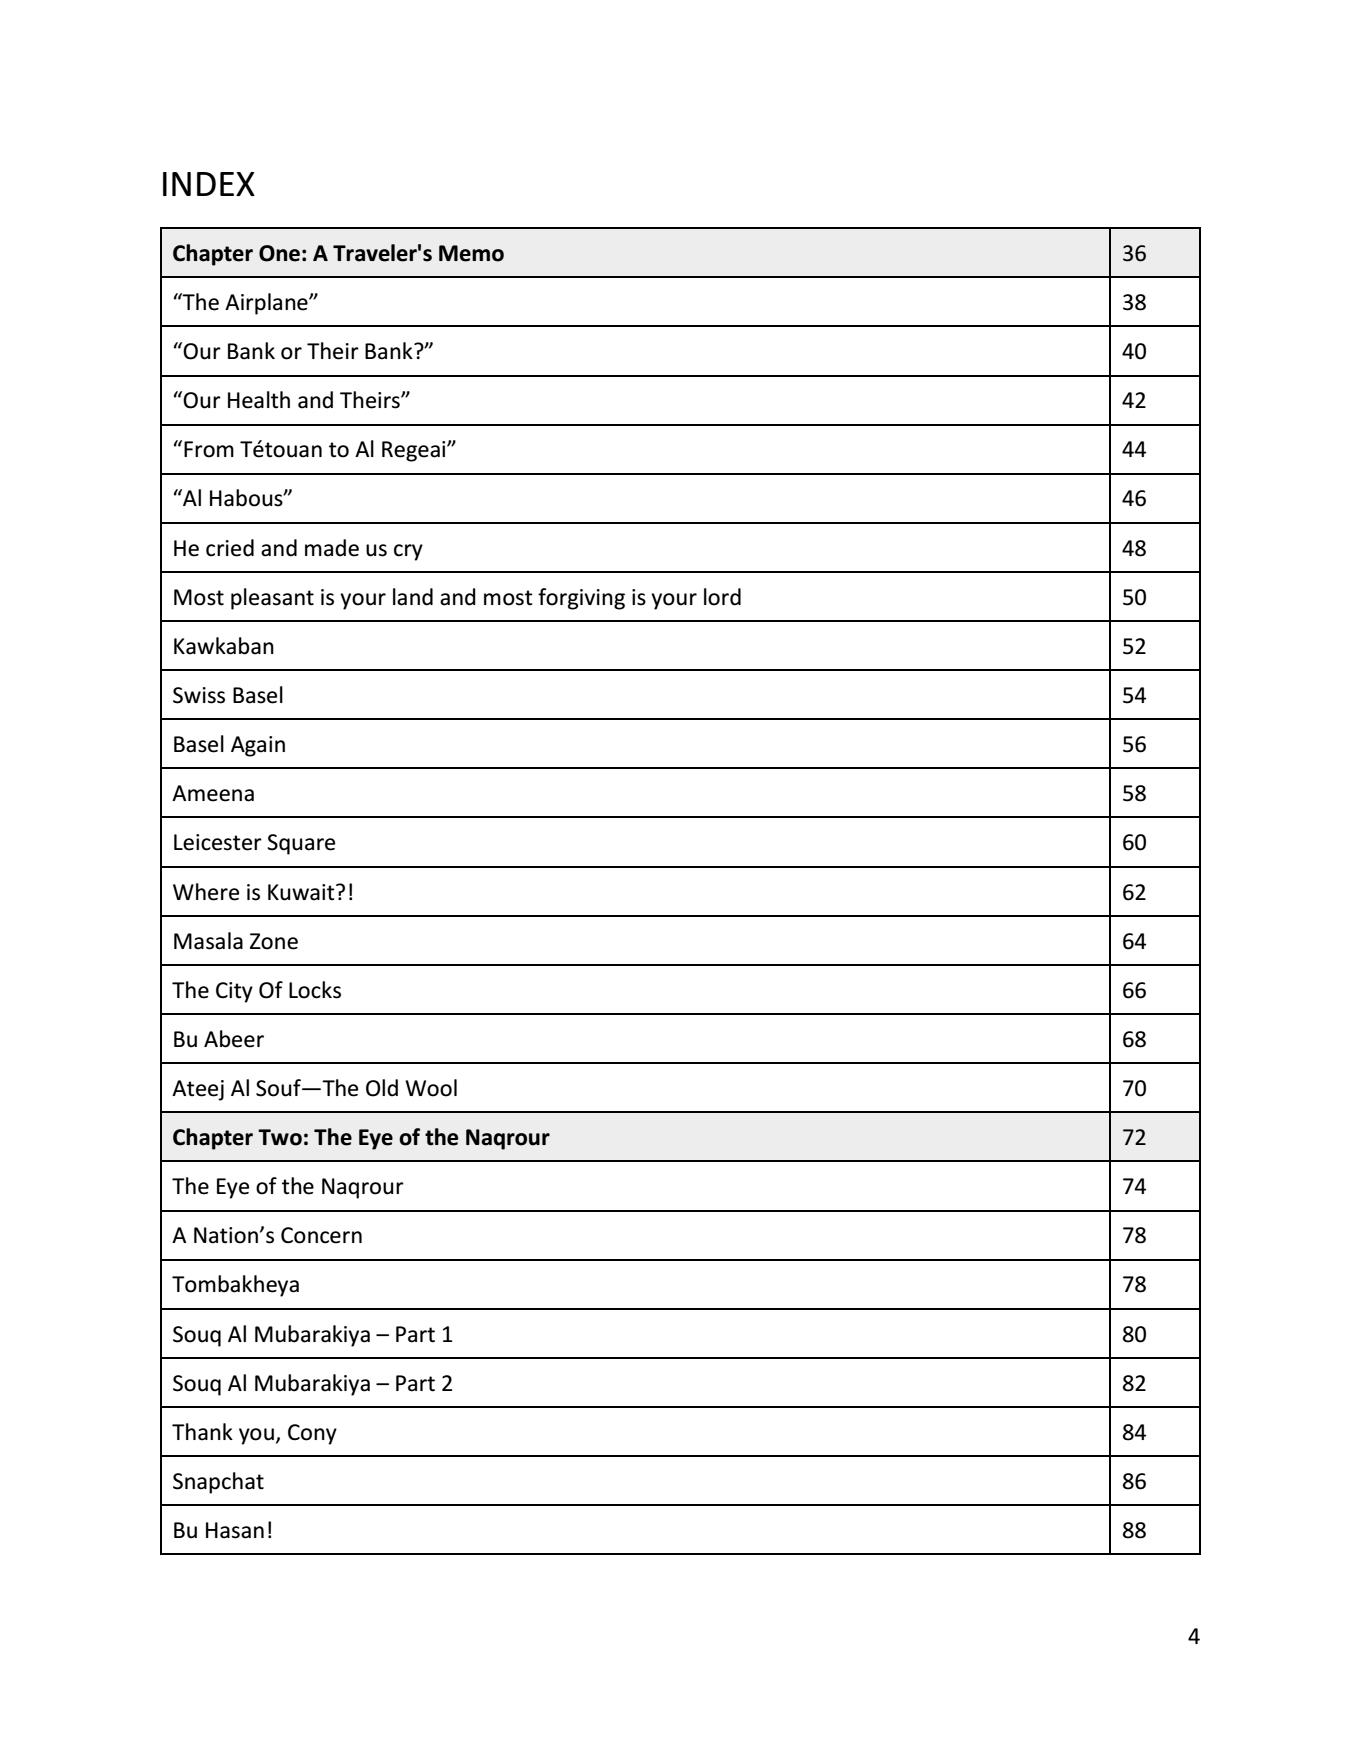 INDEX
Chapter One: A Traveler's Memo 36
“The Airplane” 38
“Our Bank or Their Bank?” 40
“Our Health and Theirs” 42
“From Tétouan to Al Regeai” 44
“Al Habous” 46
He cried and made us cry 48
Most pleasant is your land and most forgiving is your lord 50
Kawkaban 52
Swiss Basel 54
Basel Again 56
Ameena 58
Leicester Square 60
Where is Kuwait?! 62
Masala Zone 64
The City Of Locks 66
Bu Abeer 68
Ateej Al Souf—The Old Wool 70
Chapter Two: The Eye of the Naqrour 72
The Eye of the Naqrour 74
A Nation’s Concern 78
Tombakheya 78
Souq Al Mubarakiya – Part 1 80
Souq Al Mubarakiya – Part 2 82
Thank you, Cony 84
Snapchat 86
Bu Hasan! 88
4